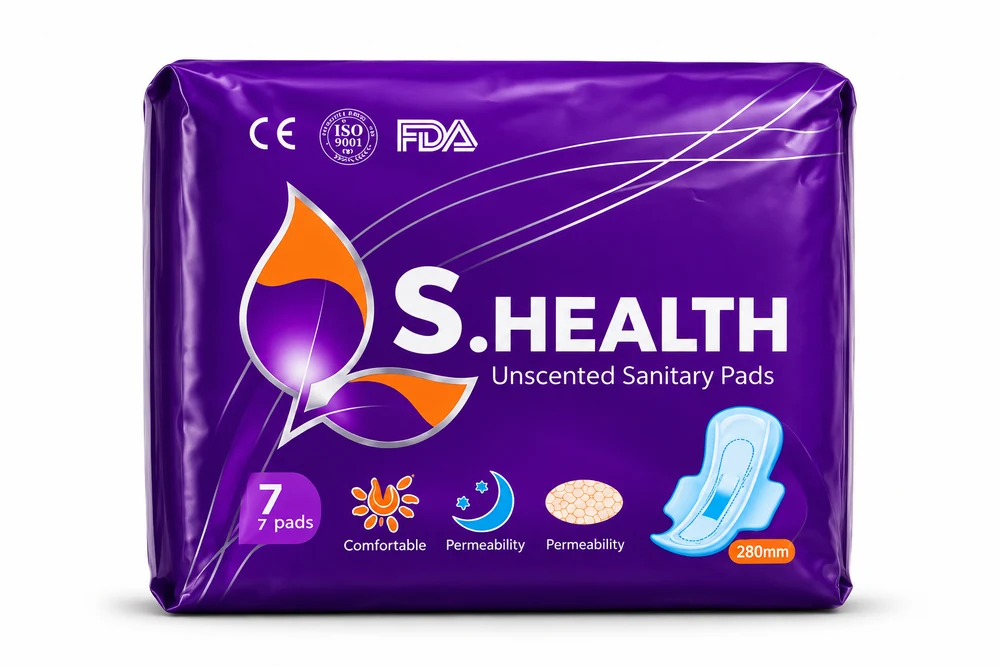 CE
ISO
9001
FDA
S.HEALTH
Unscented Sanitary Pads
7
7 pads
Comfortable
Permeability
Permeability
280mm